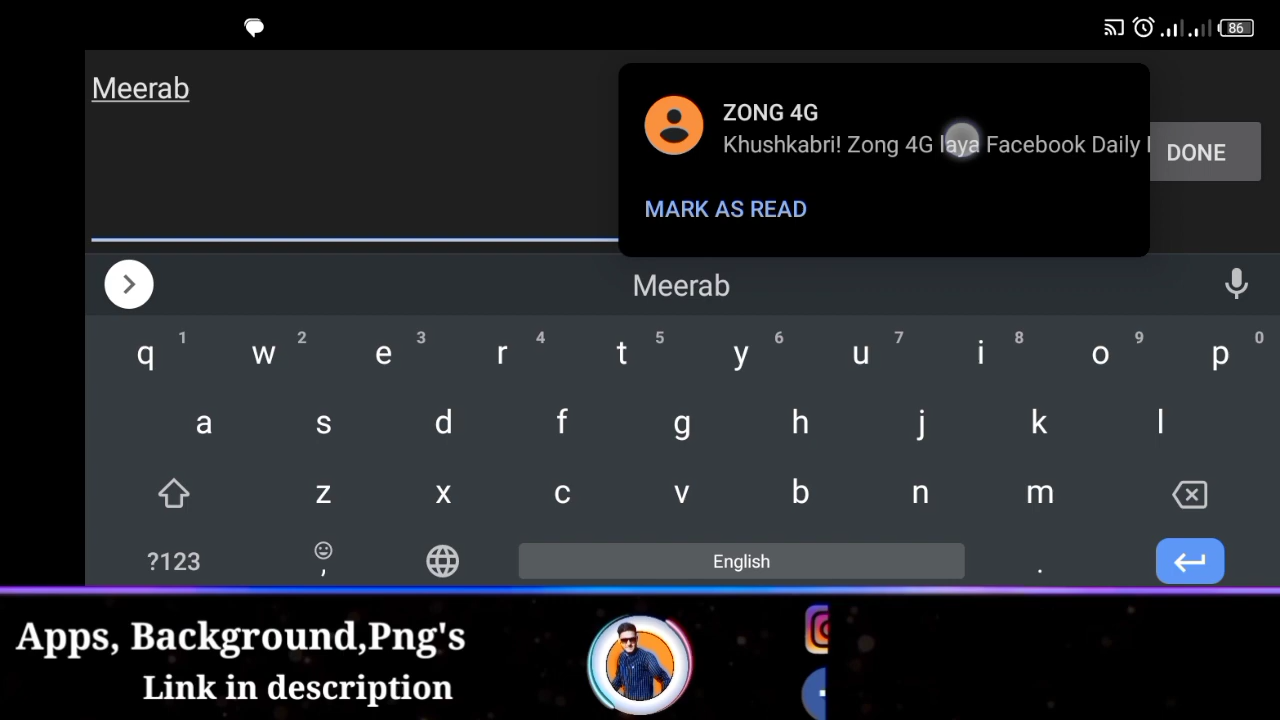 86
Meerab
ZONG 4G
Khushkabri! Zong 4G laya Facebook Daily
MARK AS READ
DONE
Meerab
q 1 w 2 e 3 r 4 t 5 y 6 u 7 i 8 o 9 p 0
a s d f g h j k l
z x c v b n m
?123 , English .
Apps, Background,Png's
Link in description